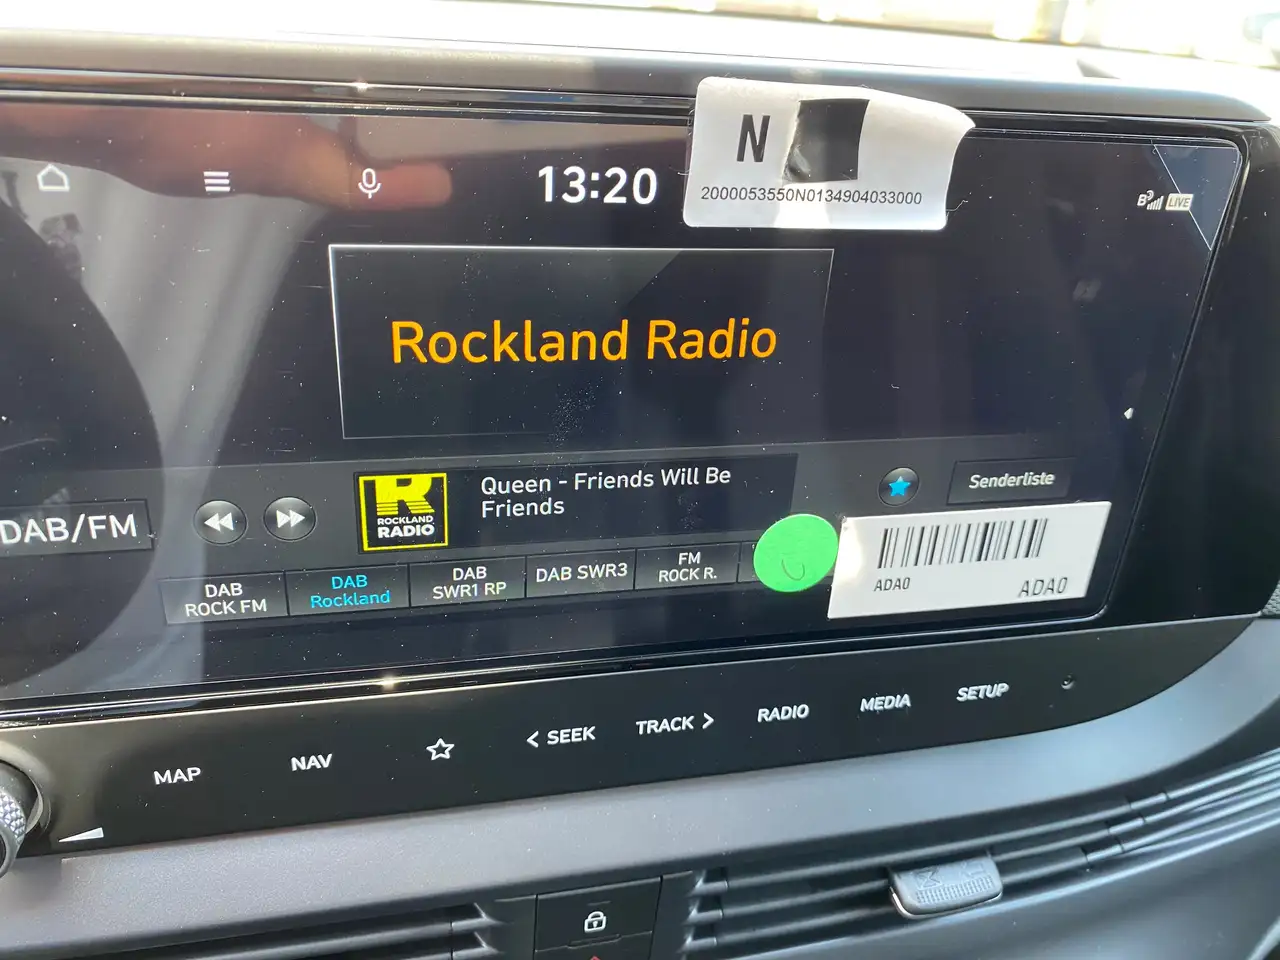 N
13:20
2000053550N0134904033000
B
LIVE
Rockland Radio
Queen - Friends Will Be
Friends
R
ROCKLAND
RADIO
Senderliste
DAB/FM
DAB
ROCK FM
DAB
Rockland
DAB
SWR1 RP
DAB SWR3
FM
ROCK R.
ADA0
ADA0
MAP
NAV
< SEEK
TRACK >
RADIO
MEDIA
SETUP